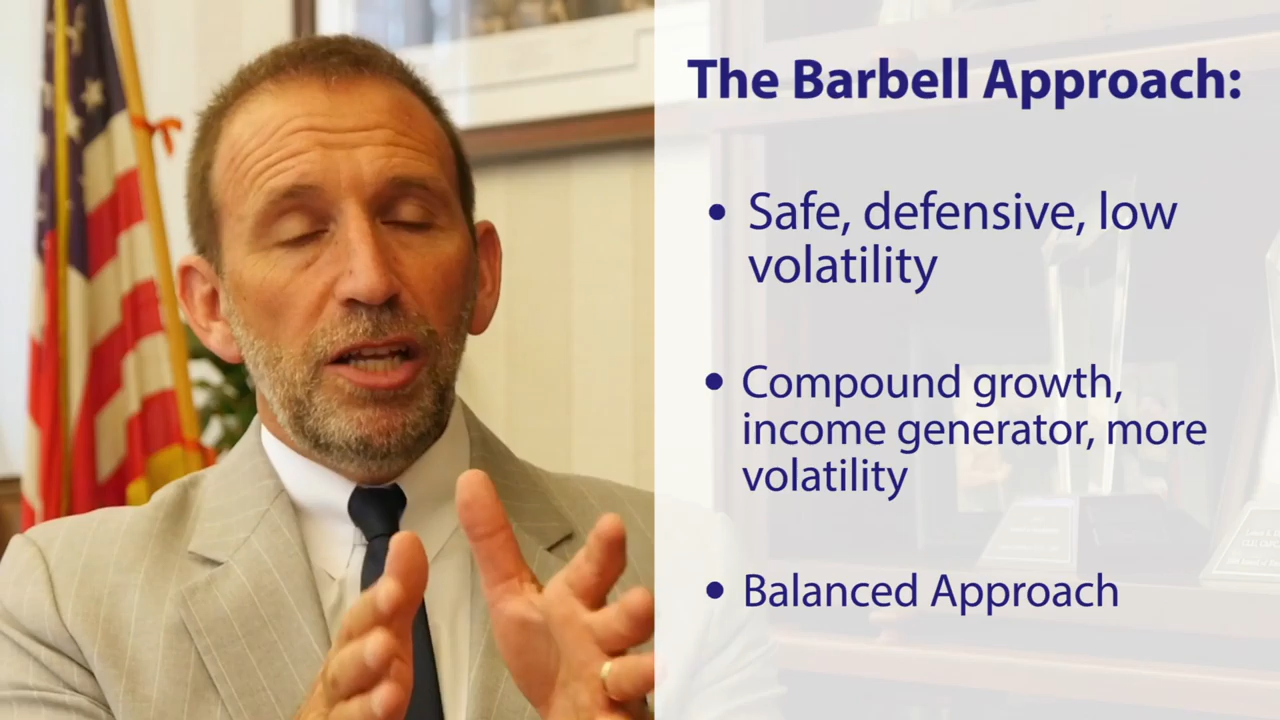 The Barbell Approach:
• Safe, defensive, low
volatility
• Compound growth,
income generator, more
volatility
• Balanced Approach